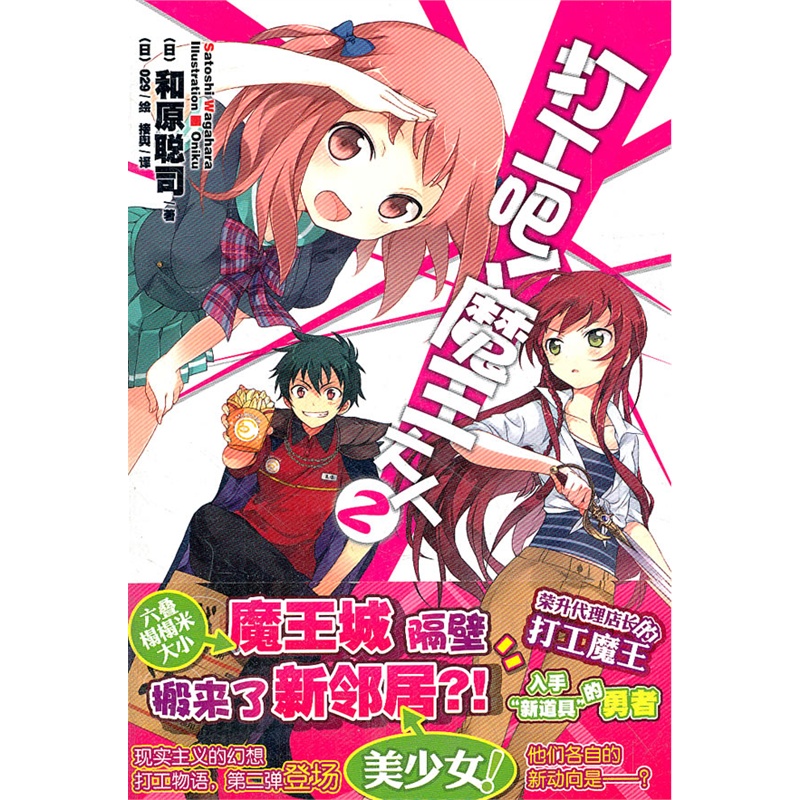 打工吧！魔王大人
2
Satoshi Wagahara
Illustration ■ Oniku
（日）和原聪司／著
（日）029／绘 接舆／译
六叠
榻榻米
大小
魔王城 隔壁
搬来了 新邻居?!
美少女！
荣升代理店长的
打工魔王
入手
“新道具”的 勇者
现实主义的幻想
打工物语，第二弹登场
他们各自的
新动向是——？